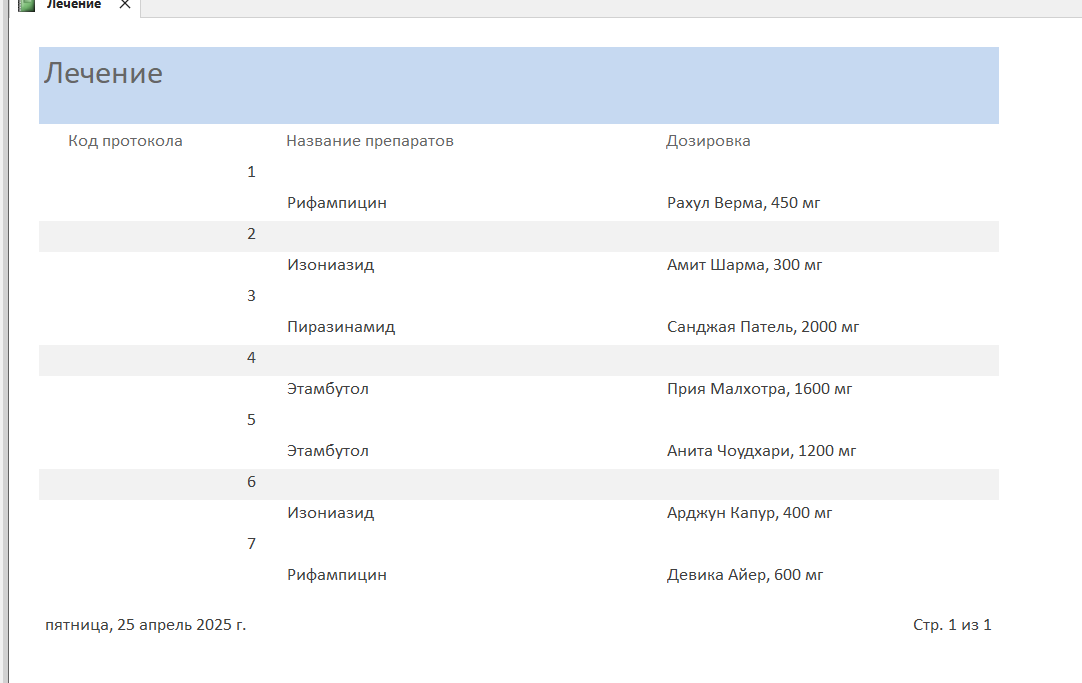 Лечение
Лечение
Код протокола Название препаратов Дозировка
1
Рифампицин Рахул Верма, 450 мг
2
Изониазид Амит Шарма, 300 мг
3
Пиразинамид Санджая Патель, 2000 мг
4
Этамбутол Прия Малхотра, 1600 мг
5
Этамбутол Анита Чоудхари, 1200 мг
6
Изониазид Арджун Капур, 400 мг
7
Рифампицин Девика Айер, 600 мг
пятница, 25 апрель 2025 г. Стр. 1 из 1